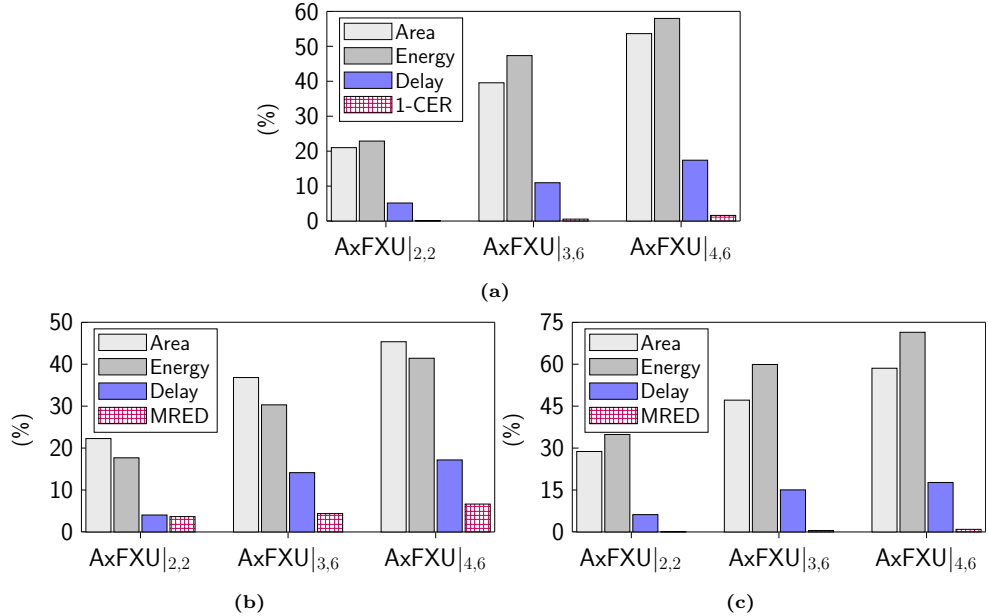 60
50
40
30
20
10
0
(%)
Area
Energy
Delay
1-CER
AxFXU|2,2
AxFXU|3,6
AxFXU|4,6
(a)
50
40
30
20
10
0
(%)
Area
Energy
Delay
MRED
AxFXU|2,2
AxFXU|3,6
AxFXU|4,6
(b)
75
60
45
30
15
0
(%)
Area
Energy
Delay
MRED
AxFXU|2,2
AxFXU|3,6
AxFXU|4,6
(c)